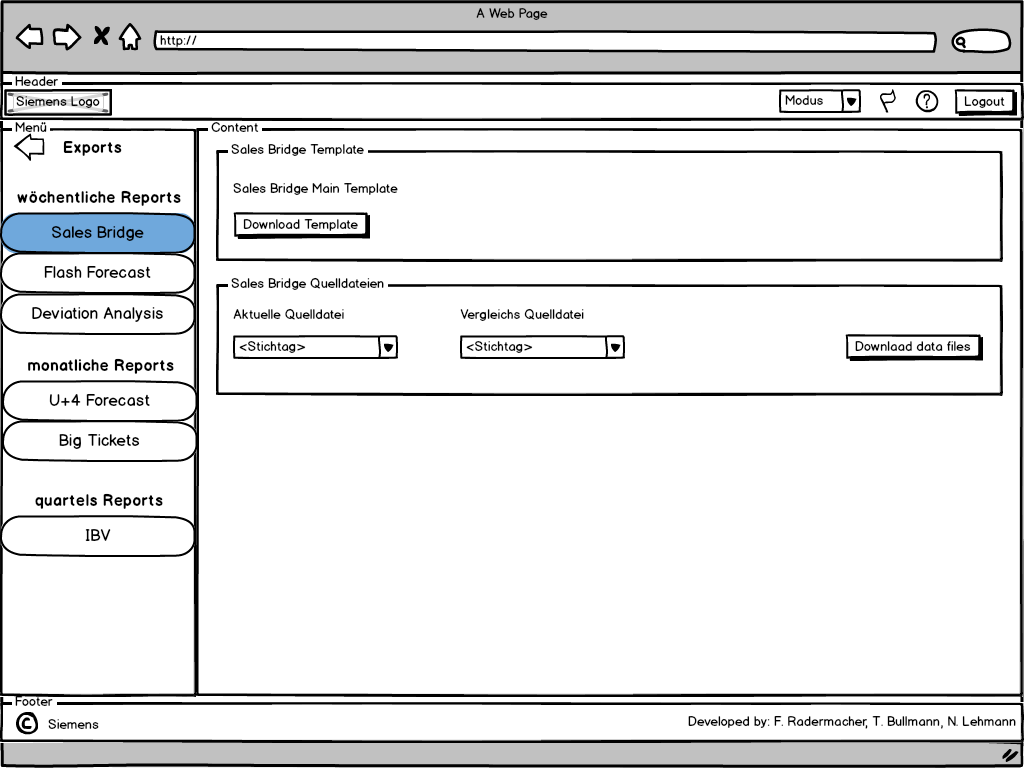 A Web Page
http://
Header
Siemens Logo
Modus
?
Logout
Menü
Exports
wöchentliche Reports
Sales Bridge
Flash Forecast
Deviation Analysis
monatliche Reports
U+4 Forecast
Big Tickets
quartels Reports
IBV
Content
Sales Bridge Template
Sales Bridge Main Template
Download Template
Sales Bridge Quelldateien
Aktuelle Quelldatei
Vergleichs Quelldatei
<Stichtag>
<Stichtag>
Downlaad data files
Footer
© Siemens
Developed by: F. Radermacher, T. Bullmann, N. Lehmann